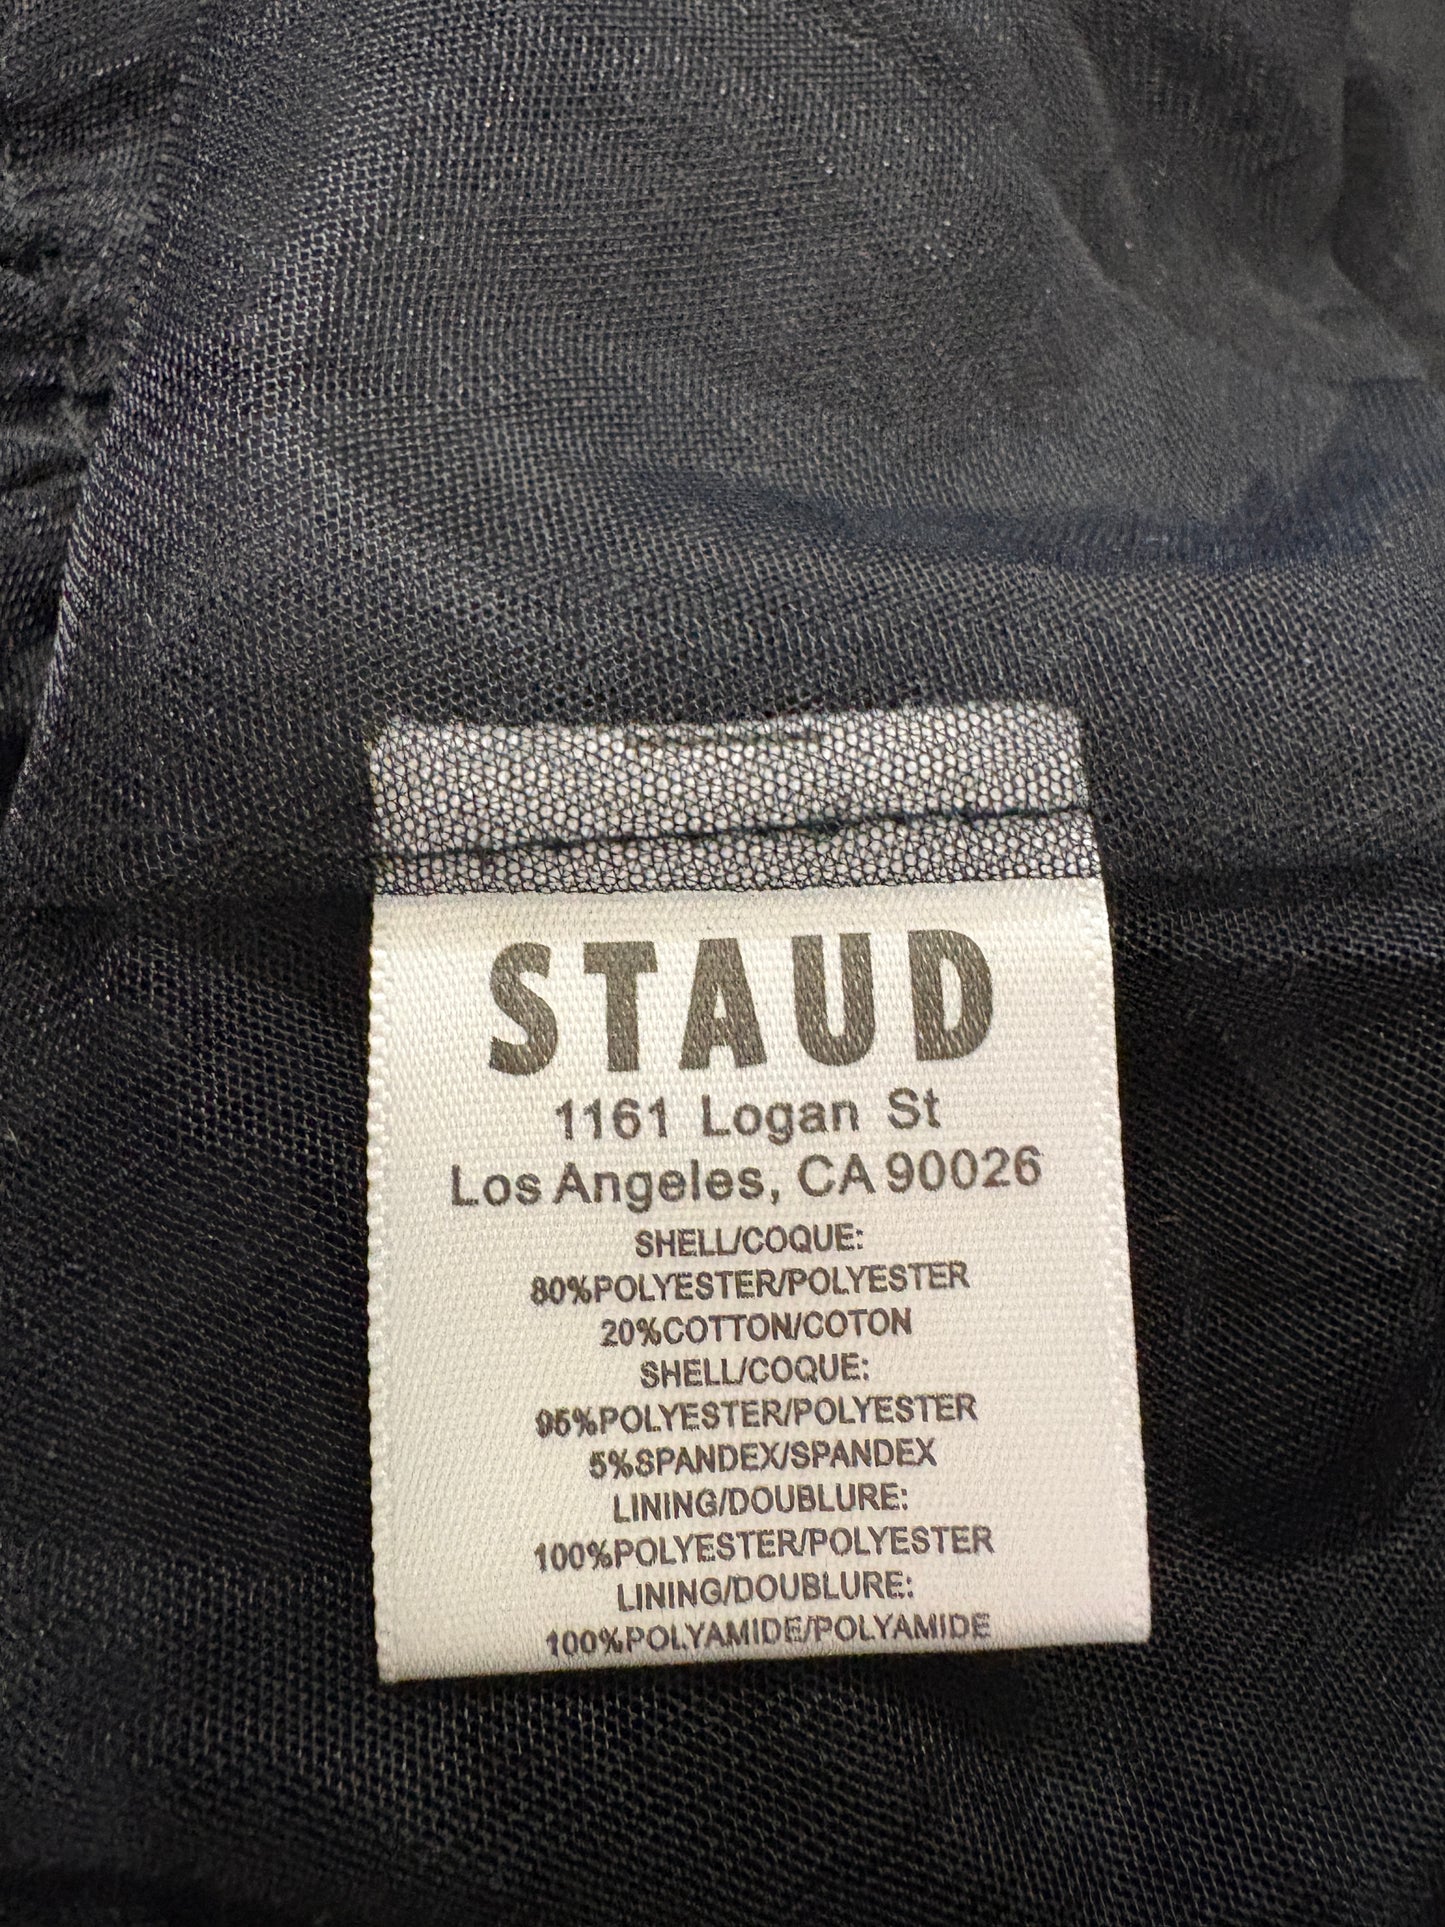 STAUD
1161 Logan St
Los Angeles, CA 90026
SHELL/COQUE:
80%POLYESTER/POLYESTER
20%COTTON/COTON
SHELL/COQUE:
95%POLYESTER/POLYESTER
5%SPANDEX/SPANDEX
LINING/DOUBLURE:
100%POLYESTER/POLYESTER
LINING/DOUBLURE:
100%POLYAMIDE/POLYAMIDE